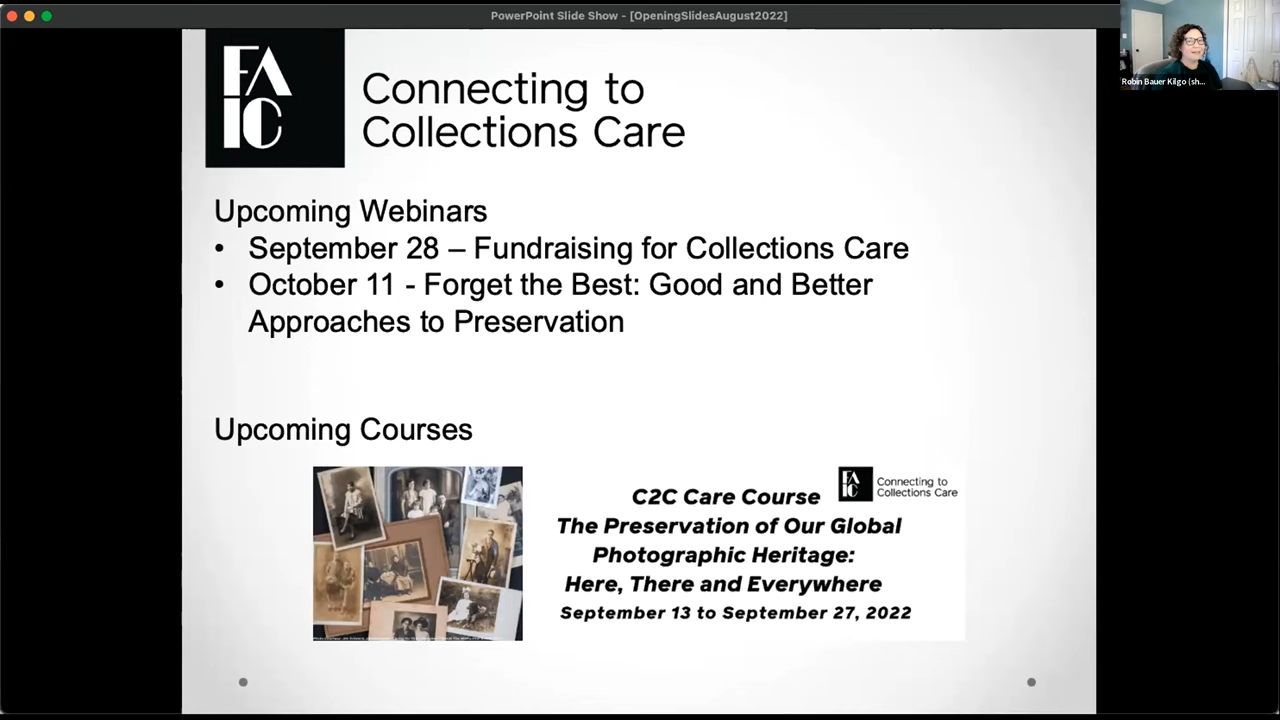 PowerPoint Slide Show - [OpeningSlidesAugust2022]
Robin Bauer Kilgo (sh...
FA
IC
Connecting to
Collections Care
Upcoming Webinars
• September 28 – Fundraising for Collections Care
• October 11 - Forget the Best: Good and Better
Approaches to Preservation
Upcoming Courses
FA
IC
Connecting to
Collections Care
C2C Care Course
The Preservation of Our Global
Photographic Heritage:
Here, There and Everywhere
September 13 to September 27, 2022